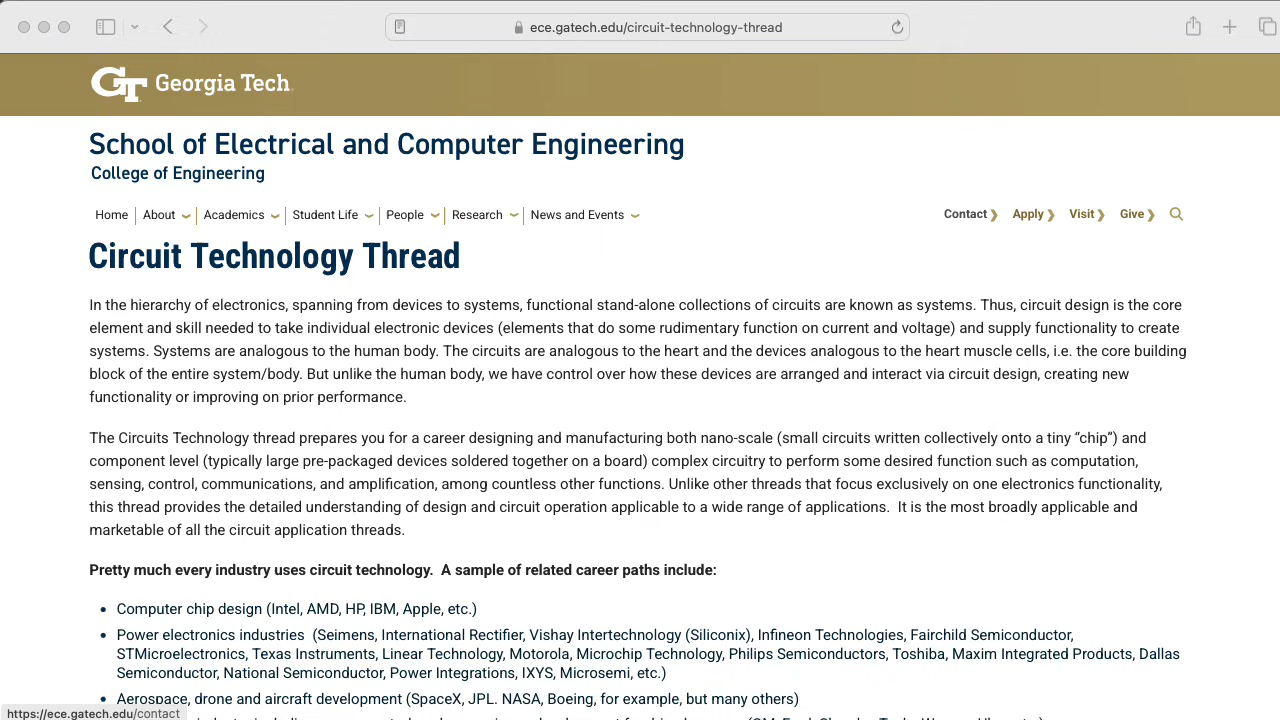 ece.gatech.edu/circuit-technology-thread
GT Georgia Tech
School of Electrical and Computer Engineering
College of Engineering
Home About Academics Student Life People Research News and Events Contact Apply Visit Give
Circuit Technology Thread
In the hierarchy of electronics, spanning from devices to systems, functional stand-alone collections of circuits are known as systems. Thus, circuit design is the core
element and skill needed to take individual electronic devices (elements that do some rudimentary function on current and voltage) and supply functionality to create
systems. Systems are analogous to the human body. The circuits are analogous to the heart and the devices analogous to the heart muscle cells, i.e. the core building
block of the entire system/body. But unlike the human body, we have control over how these devices are arranged and interact via circuit design, creating new
functionality or improving on prior performance.
The Circuits Technology thread prepares you for a career designing and manufacturing both nano-scale (small circuits written collectively onto a tiny “chip”) and
component level (typically large pre-packaged devices soldered together on a board) complex circuitry to perform some desired function such as computation,
sensing, control, communications, and amplification, among countless other functions. Unlike other threads that focus exclusively on one electronics functionality,
this thread provides the detailed understanding of design and circuit operation applicable to a wide range of applications.  It is the most broadly applicable and
marketable of all the circuit application threads.
Pretty much every industry uses circuit technology.  A sample of related career paths include:
• Computer chip design (Intel, AMD, HP, IBM, Apple, etc.)
• Power electronics industries  (Seimens, International Rectifier, Vishay Intertechnology (Siliconix), Infineon Technologies, Fairchild Semiconductor,
STMicroelectronics, Texas Instruments, Linear Technology, Motorola, Microchip Technology, Philips Semiconductors, Toshiba, Maxim Integrated Products, Dallas
Semiconductor, National Semiconductor, Power Integrations, IXYS, Microsemi, etc.)
• Aerospace, drone and aircraft development (SpaceX, JPL. NASA, Boeing, for example, but many others)
https://ece.gatech.edu/contact